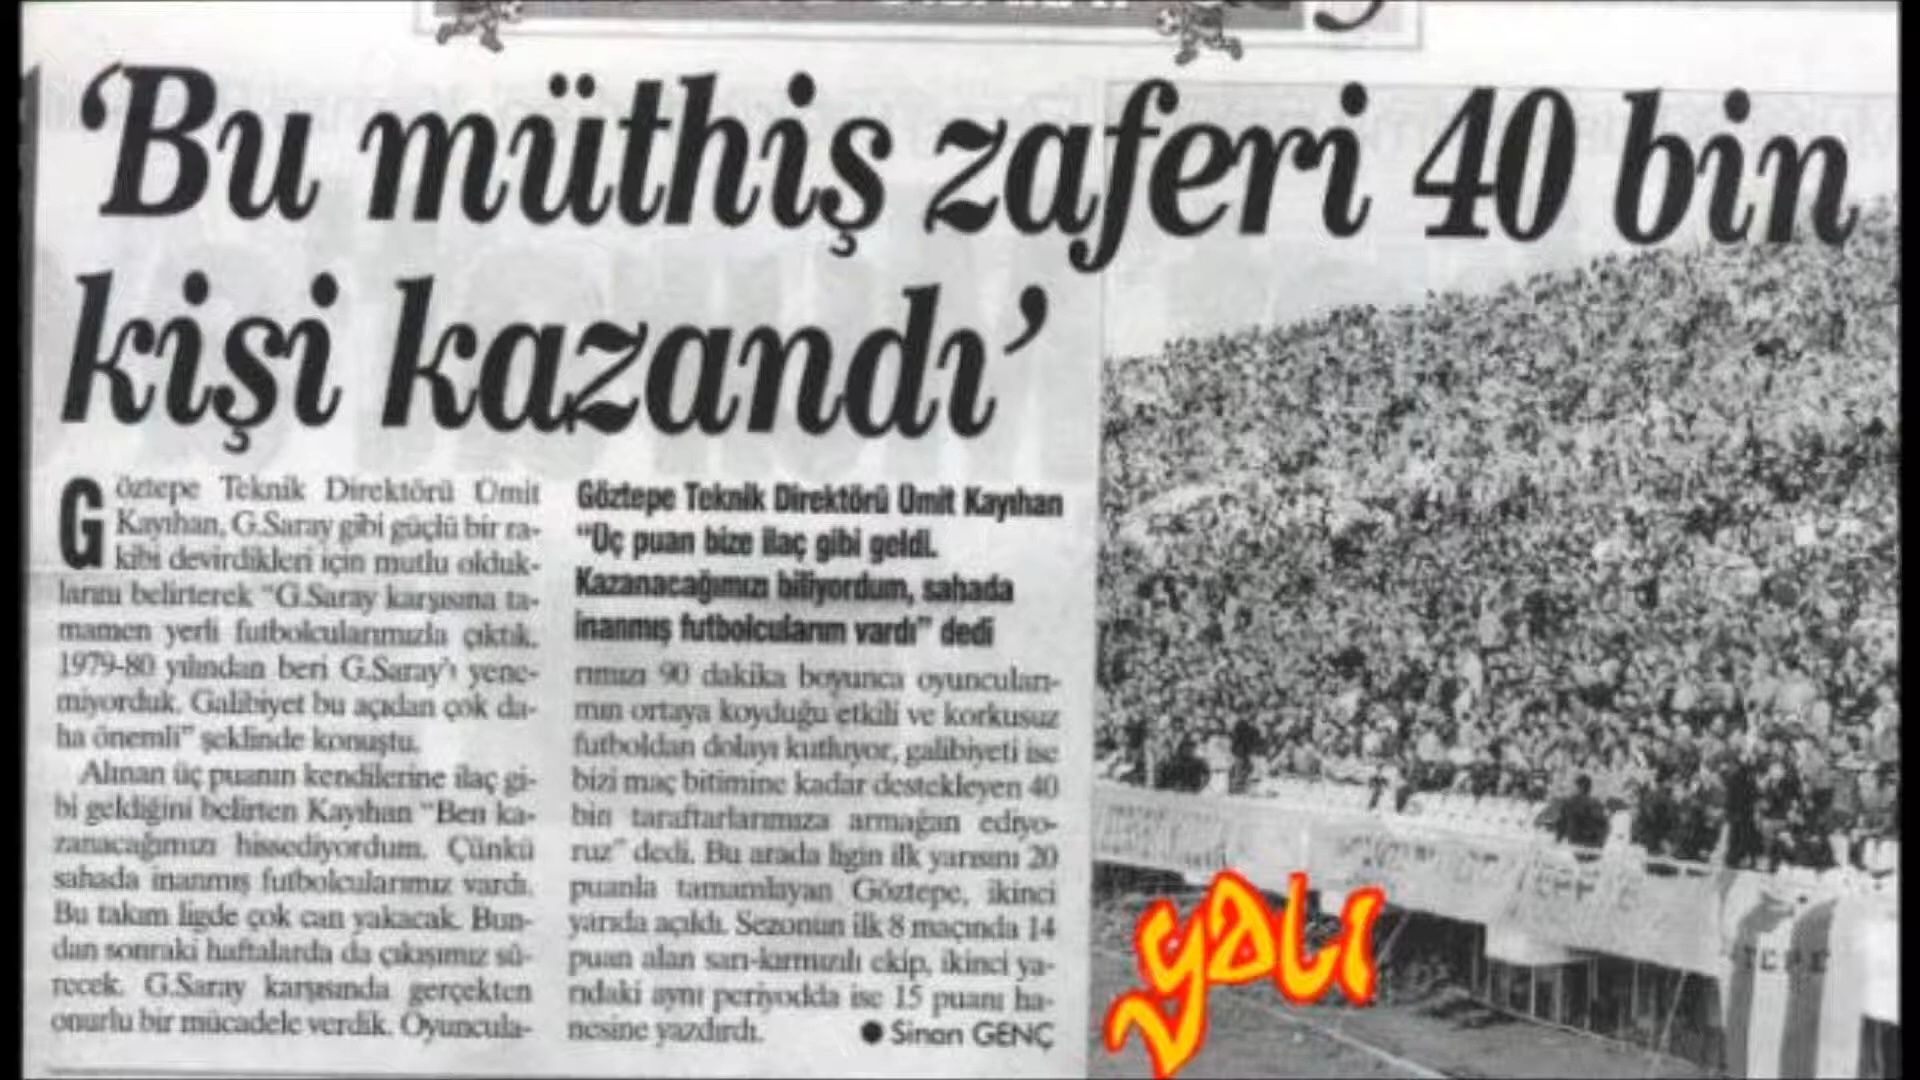 'Bu müthiş zaferi 40 bin
kişi kazandı'
Göztepe Teknik Direktörü Ümit
Kayıhan, G.Saray gibi güçlü bir ra-
kibi devirdikleri için mutlu olduk-
larını belirterek "G.Saray karşısına ta-
mamen yerli futbolcularımızla çıktık.
1979-80 yılından beri G.Saray'ı yene-
miyorduk. Galibiyet bu açıdan çok da-
ha önemli" şeklinde konuştu.
Alınan üç puanın kendilerine ilaç gi-
bi geldiğini belirten Kayıhan "Ben ka-
zanacağımızı hissediyordum. Çünkü
sahada inanmış futbolcularımız vardı.
Bu takım ligde çok can yakacak. Bun-
dan sonraki haftalarda da çıkışımız sü-
recek. G.Saray karşısında gerçekten
onurlu bir mücadele verdik. Oyuncula-
Göztepe Teknik Direktörü Ümit Kayıhan
"Üç puan bize ilaç gibi geldi.
Kazanacağımızı biliyordum, sahada
inanmış futbolcularım vardı" dedi
rımızı 90 dakika boyunca oyuncuları-
mın ortaya koyduğu etkili ve korkusuz
futboldan dolayı kutluyor, galibiyeti ise
bizi maç bitimine kadar destekleyen 40
bin taraftarlarımıza armağan ediyo-
ruz" dedi. Bu arada ligin ilk yarısını 20
puanla tamamlayan Göztepe, ikinci
yarıda açıldı. Sezonun ilk 8 maçında 14
puan alan sarı-kırmızılı ekip, ikinci ya-
rıdaki aynı periyodda ise 15 puanı ha-
nesine yazdırdı.
● Sinan GENÇ
yalı